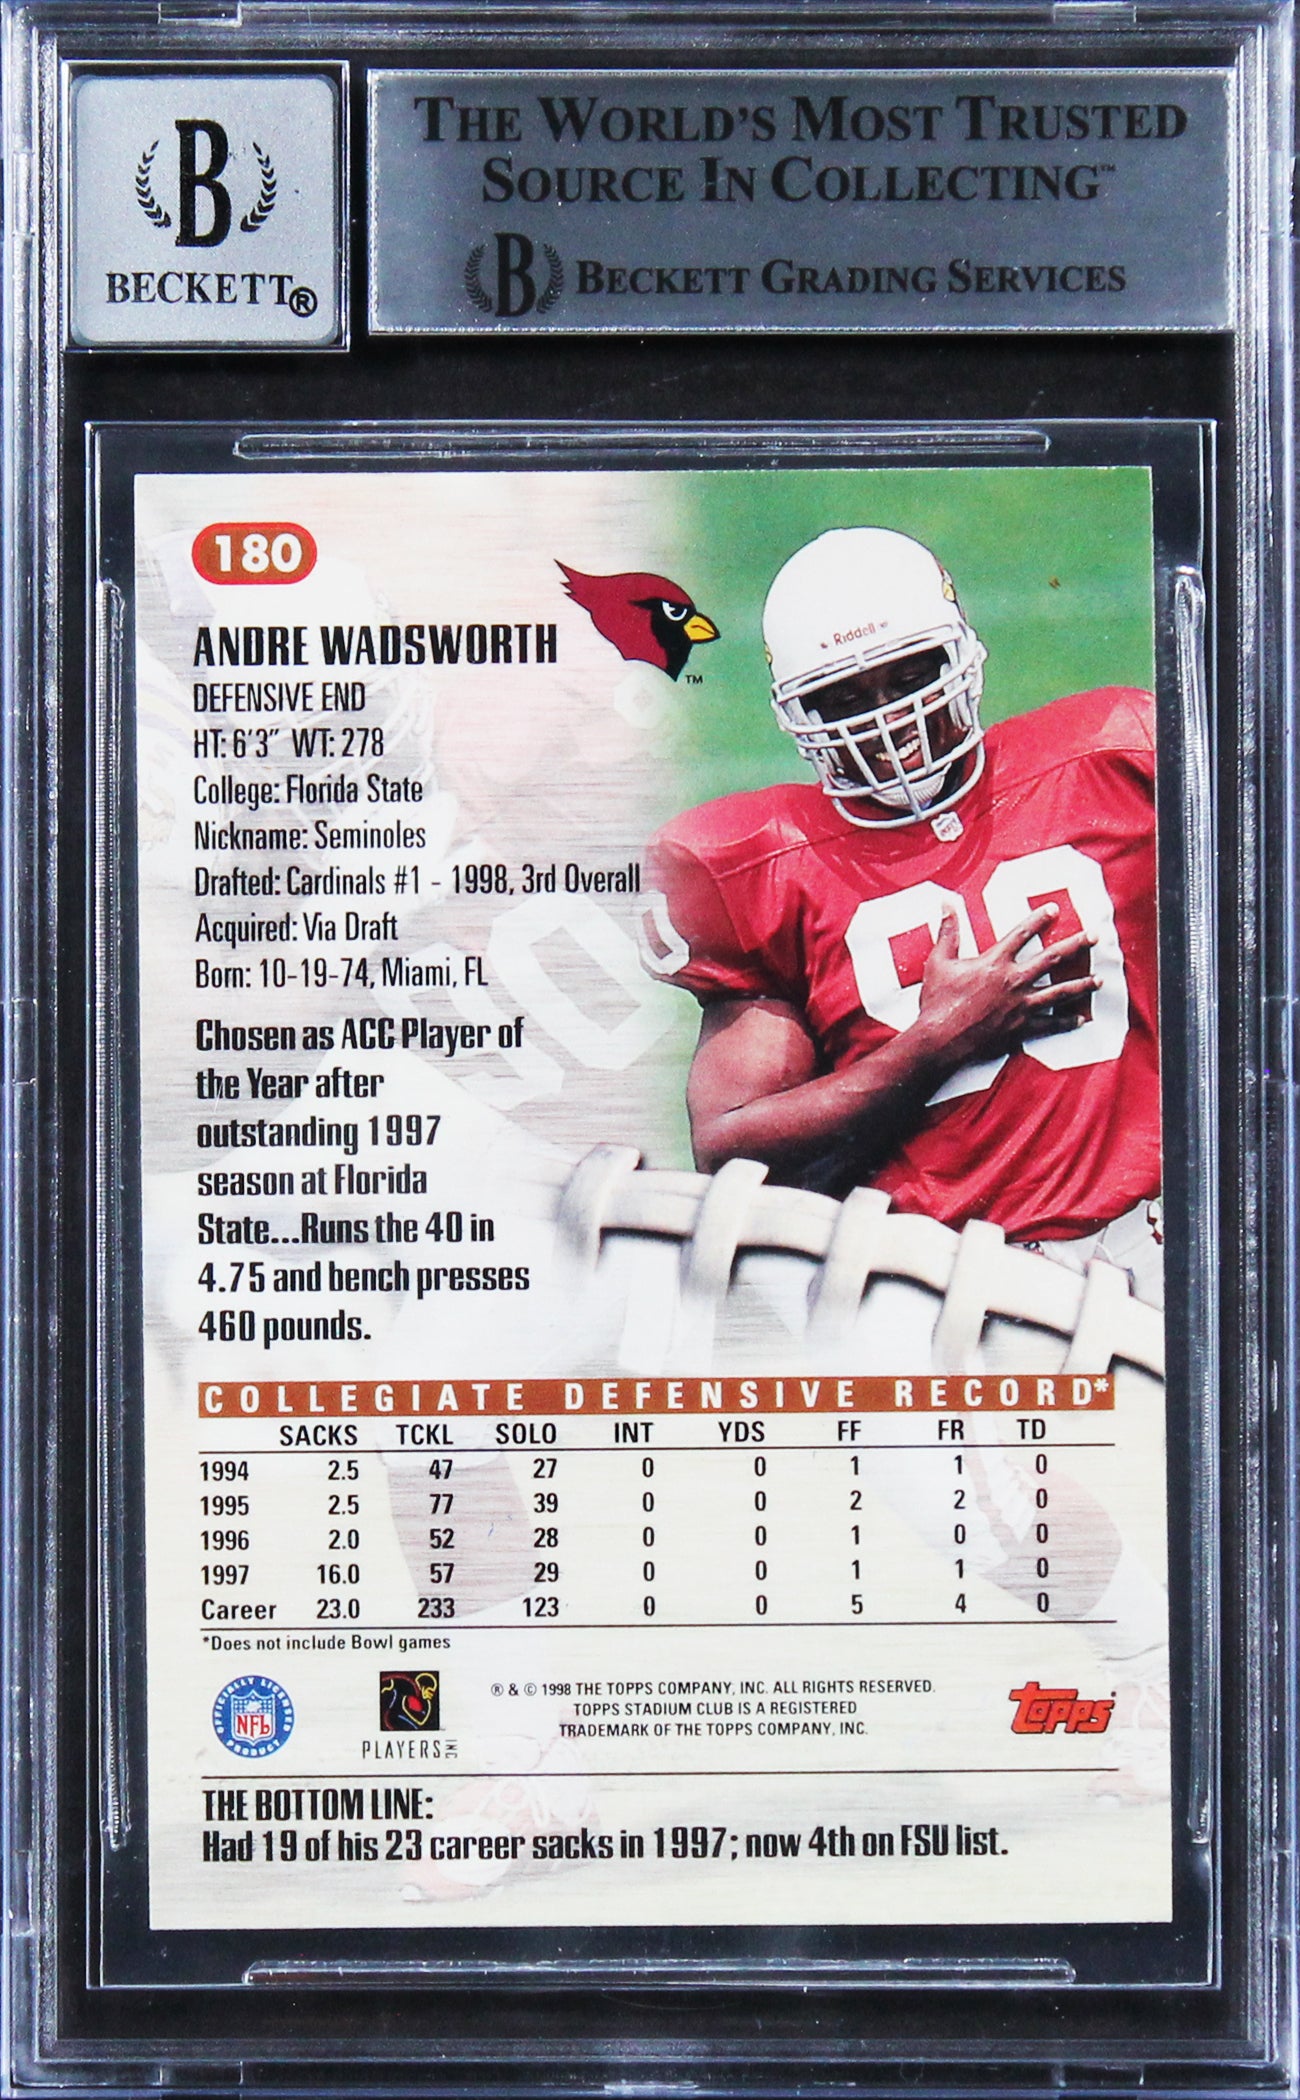 B
BECKETT®
THE WORLD'S MOST TRUSTED
SOURCE IN COLLECTING™
B BECKETT GRADING SERVICES
180
ANDRE WADSWORTH
TM
DEFENSIVE END
HT: 6'3" WT: 278
College: Florida State
Nickname: Seminoles
Drafted: Cardinals #1 - 1998, 3rd Overall
Acquired: Via Draft
Born: 10-19-74, Miami, FL
Riddell
Chosen as ACC Player of
the Year after
outstanding 1997
season at Florida
State...Runs the 40 in
4.75 and bench presses
460 pounds.
COLLEGIATE DEFENSIVE RECORD*
SACKS TCKL SOLO INT YDS FF FR TD
1994 2.5 47 27 0 0 1 1 0
1995 2.5 77 39 0 0 2 2 0
1996 2.0 52 28 0 0 1 0 0
1997 16.0 57 29 0 0 1 1 0
Career 23.0 233 123 0 0 5 4 0
*Does not include Bowl games
OFFICIALLY LICENSED
NFL
PRODUCT
PLAYERS INC
® & © 1998 THE TOPPS COMPANY, INC. ALL RIGHTS RESERVED.
TOPPS STADIUM CLUB IS A REGISTERED
TRADEMARK OF THE TOPPS COMPANY, INC.
topps
THE BOTTOM LINE:
Had 19 of his 23 career sacks in 1997; now 4th on FSU list.